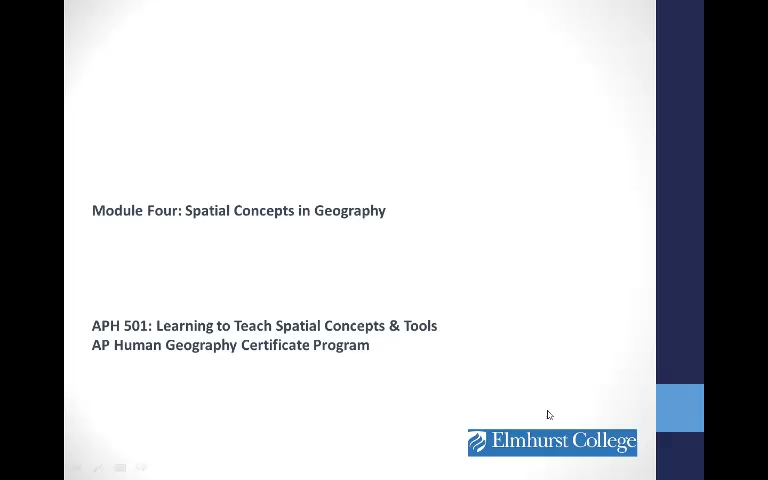 Module Four: Spatial Concepts in Geography
APH 501: Learning to Teach Spatial Concepts & Tools
AP Human Geography Certificate Program
Elmhurst College